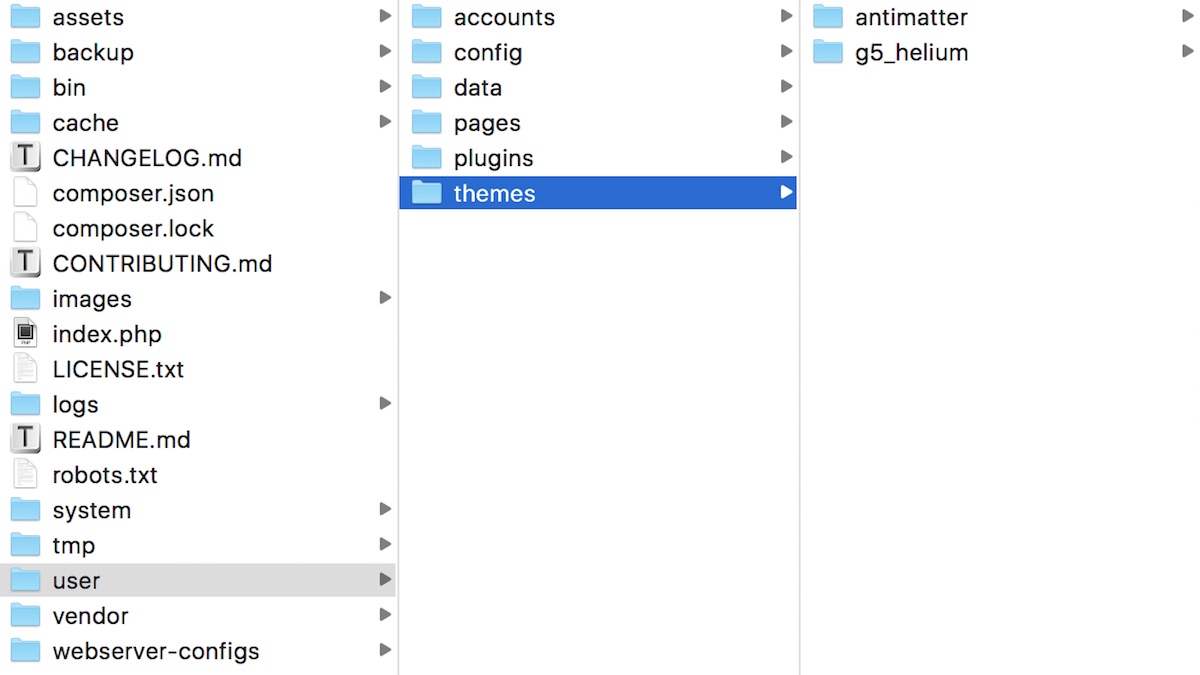 assets
backup
bin
cache
CHANGELOG.md
composer.json
composer.lock
CONTRIBUTING.md
images
index.php
LICENSE.txt
logs
README.md
robots.txt
system
tmp
user
vendor
webserver-configs
accounts
config
data
pages
plugins
themes
antimatter
g5_helium